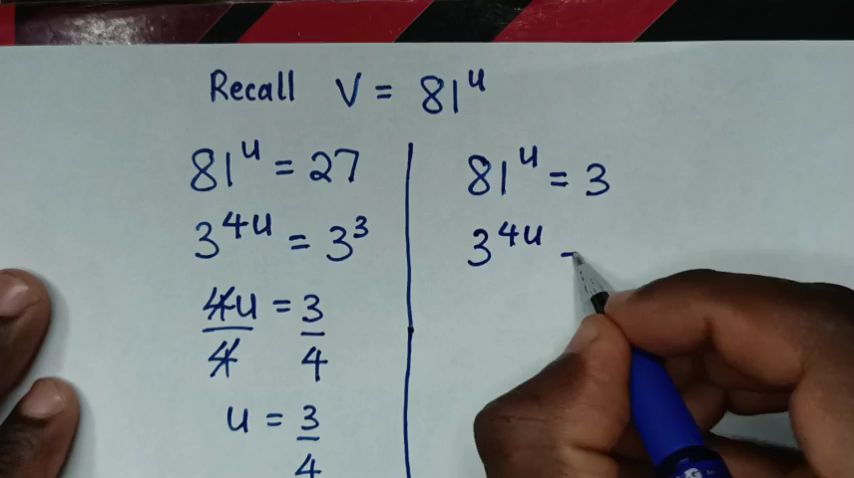 Recall V = 81^u
81^u = 27
3^4u = 3^3
4u/4 = 3/4
u = 3/4
81^u = 3
3^4u -